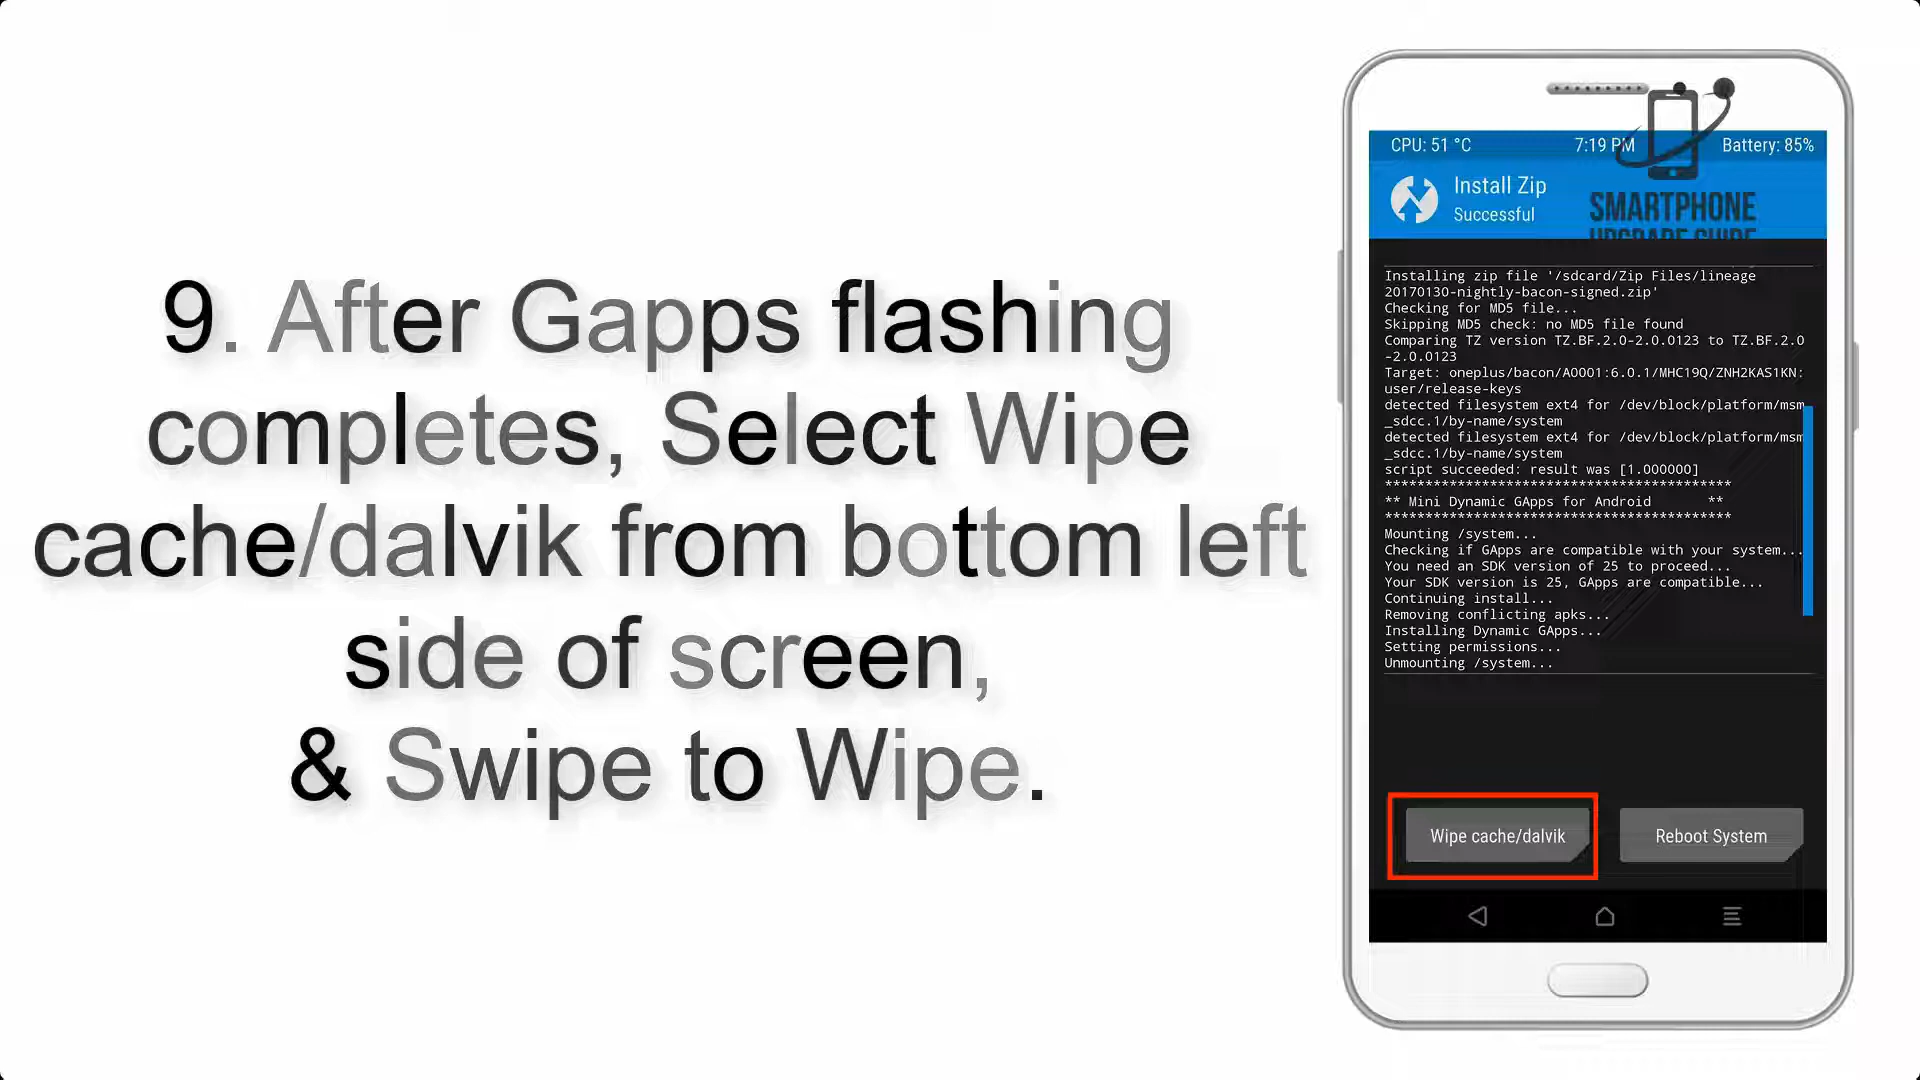 9. After Gapps flashing
completes, Select Wipe
cache/dalvik from bottom left
side of screen,
& Swipe to Wipe.
CPU: 51 °C 7:19 PM Battery: 85%
Install Zip
Successful
SMARTPHONE
UPGRADE GUIDE
Installing zip file '/sdcard/Zip Files/lineage
20170130-nightly-bacon-signed.zip'
Checking for MD5 file...
Skipping MD5 check: no MD5 file found
Comparing TZ version TZ.BF.2.0-2.0.0123 to TZ.BF.2.0
-2.0.0123
Target: oneplus/bacon/A0001:6.0.1/MHC19Q/ZNH2KAS1KN:
user/release-keys
detected filesystem ext4 for /dev/block/platform/msm
_sdcc.1/by-name/system
detected filesystem ext4 for /dev/block/platform/msm
_sdcc.1/by-name/system
script succeeded: result was [1.000000]
*******************************************
** Mini Dynamic GApps for Android **
*******************************************
Mounting /system...
Checking if GApps are compatible with your system...
You need an SDK version of 25 to proceed...
Your SDK version is 25, GApps are compatible...
Continuing install...
Removing conflicting apks...
Installing Dynamic GApps...
Setting permissions...
Unmounting /system...
Wipe cache/dalvik
Reboot System